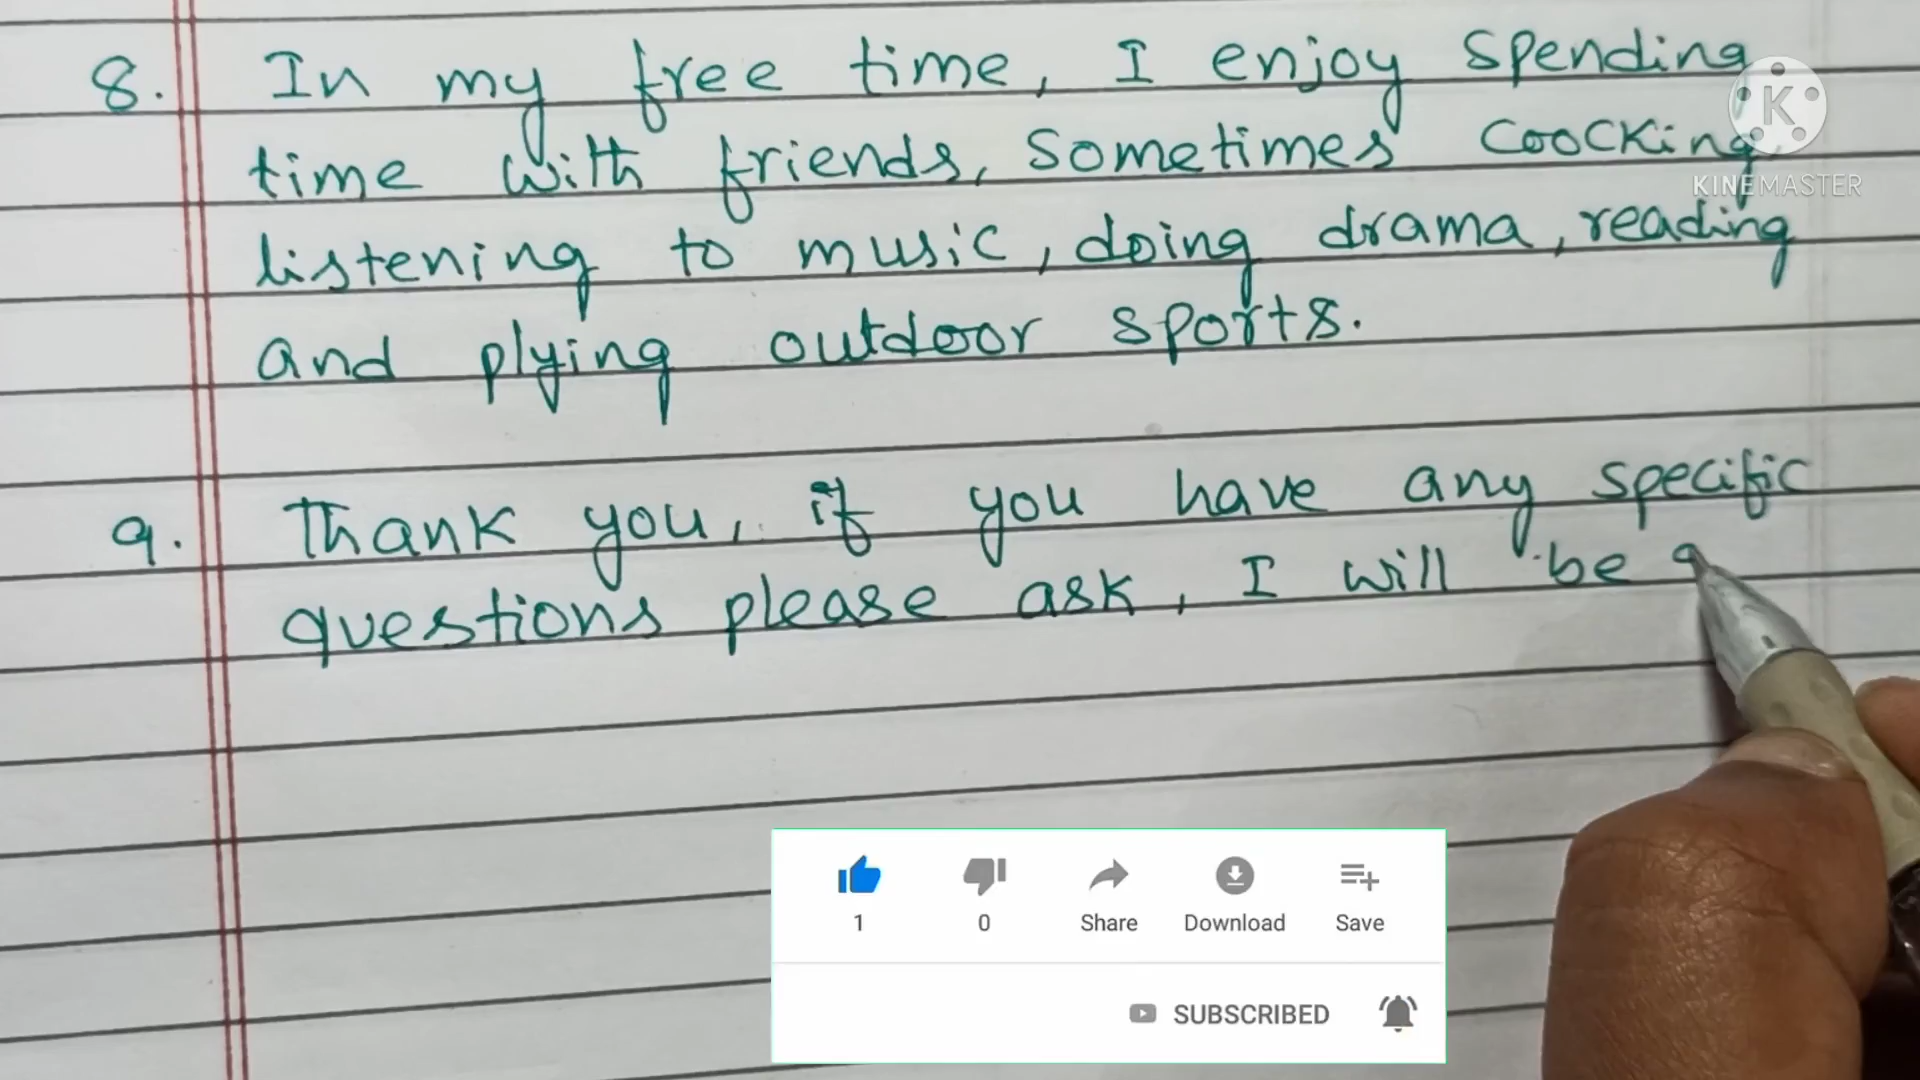 8. In my free time, I enjoy spending
time with friends, sometimes coocking,
listening to music, doing drama, reading
and plying outdoor sports.
9. Thank you, if you have any specific
questions please ask, I will be
K
KINEMASTER
1 0 Share Download Save
SUBSCRIBED